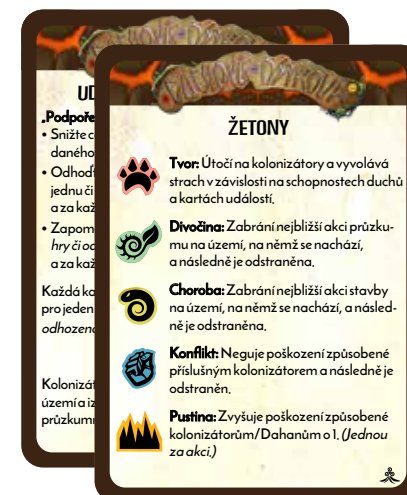 UD
„Podpoře
• Snižte c
daného
• Odhoď
jednu či
a za kaž
• Zapom
hry či od
a za kaž
Každá ka
pro jeden
odhozen
Kolonizát
území a iz
průzkum
ŽETONY
Tvor: Útočí na kolonizátory a vyvolává
strach v závislosti na schopnostech duchů
a kartách událostí.
Divočina: Zabrání nejbližší akci průzku-
mu na území, na němž se nachází,
a následně je odstraněna.
Choroba: Zabrání nejbližší akci stavby
na území, na němž se nachází, a násled-
ně je odstraněna.
Konflikt: Neguje poškození způsobené
příslušným kolonizátorem a následně je
odstraněn.
Pustina: Zvyšuje poškození způsobené
kolonizátorům/Dahanům o 1. (Jednou
za akci.)